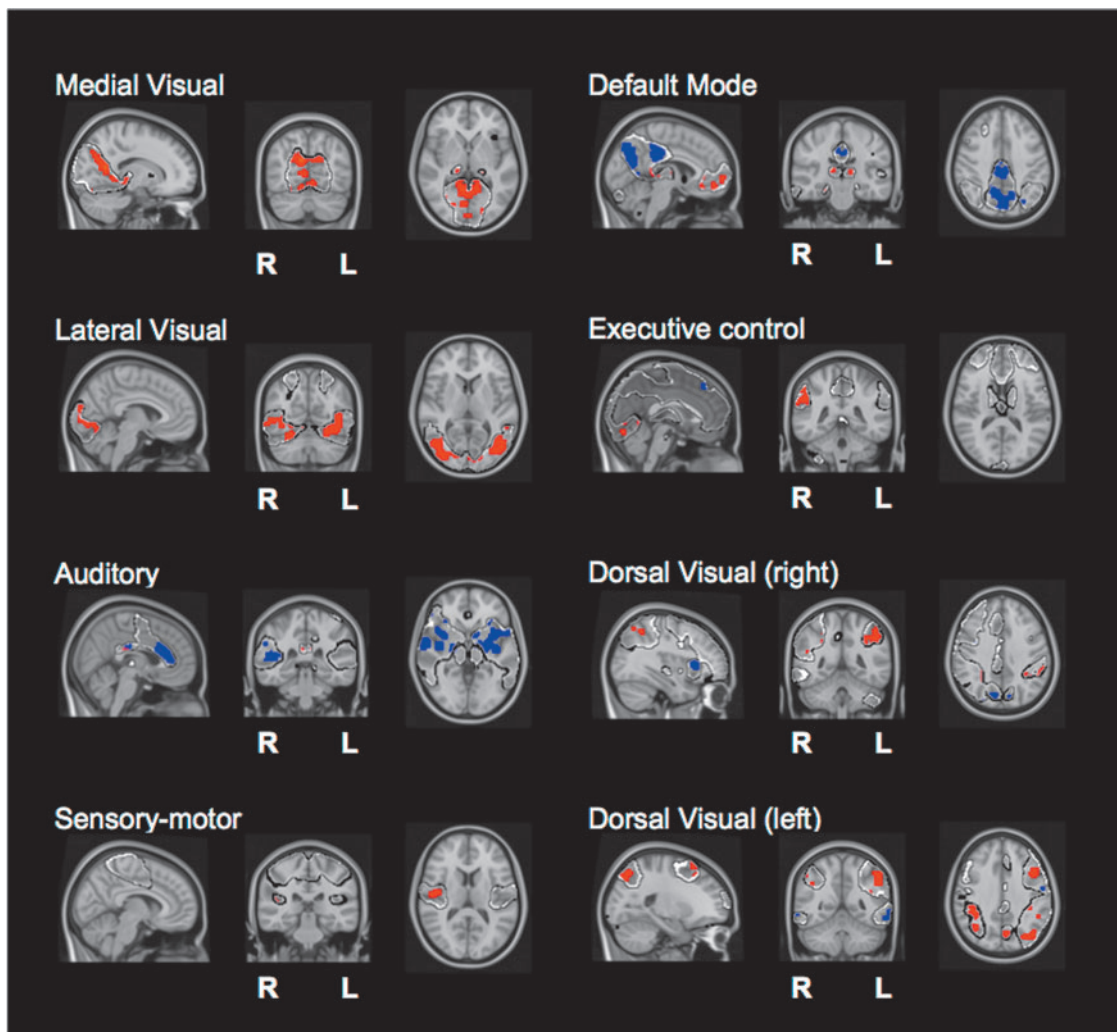 Medial Visual
R L
Default Mode
R L
Lateral Visual
R L
Executive control
R L
Auditory
R L
Dorsal Visual (right)
R L
Sensory-motor
R L
Dorsal Visual (left)
R L